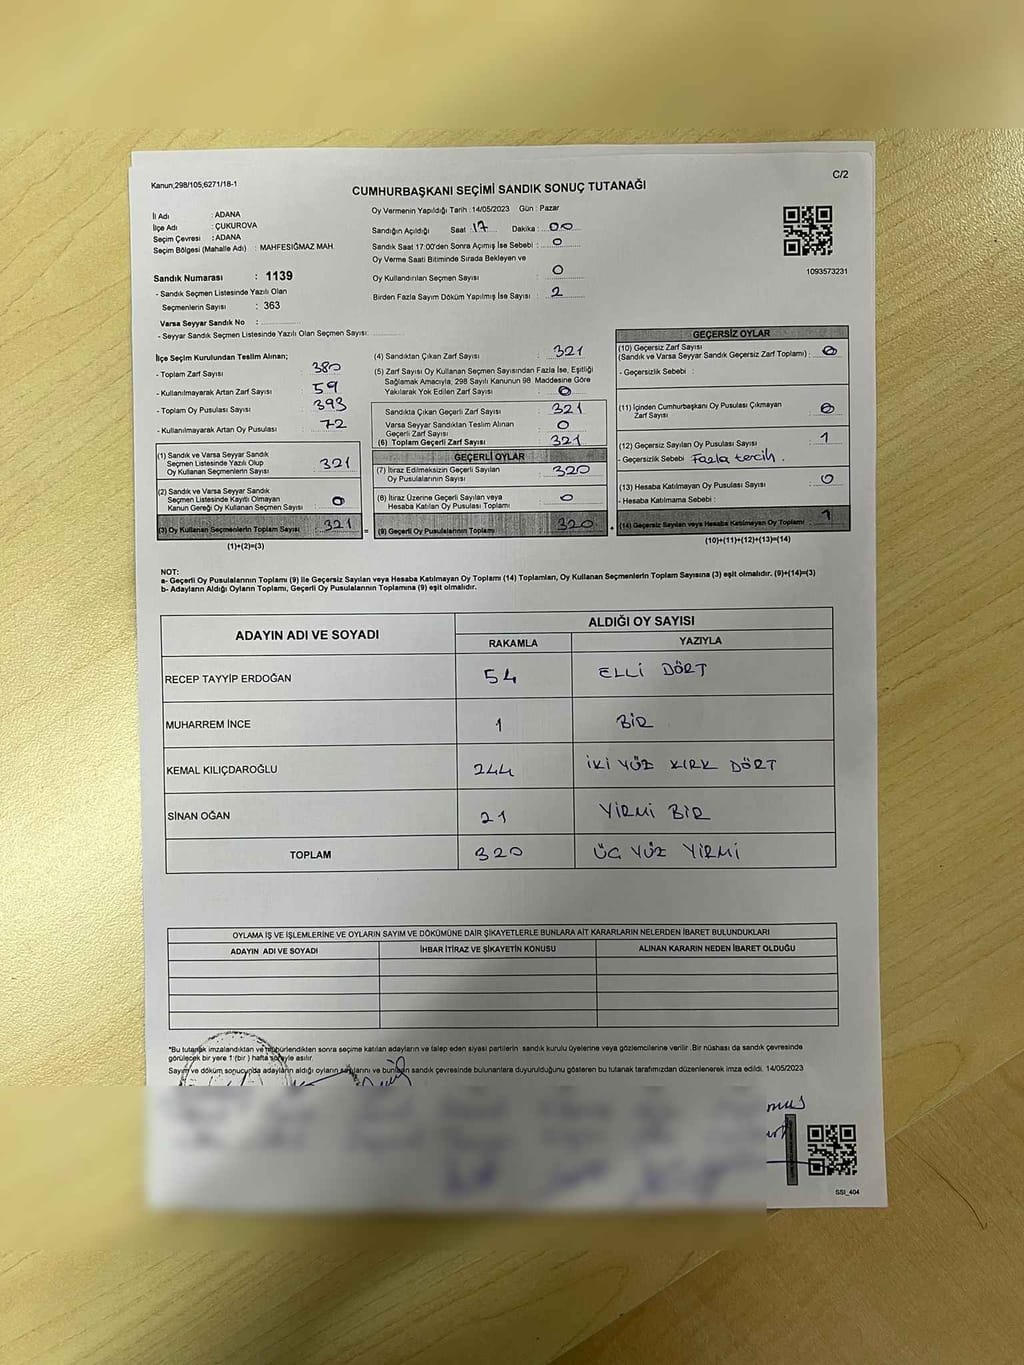 Kanun,298/105,6271/18-1
C/2
CUMHURBAŞKANI SEÇİMİ SANDIK SONUÇ TUTANAĞI
İl Adı : ADANA
İlçe Adı : ÇUKUROVA
Seçim Çevresi : ADANA
Seçim Bölgesi (Mahalle Adı) : MAHFESIĞMAZ MAH.
Sandık Numarası : 1139
- Sandık Seçmen Listesinde Yazılı Olan
Seçmenlerin Sayısı : 363
Varsa Seyyar Sandık No :
- Seyyar Sandık Seçmen Listesinde Yazılı Olan Seçmen Sayısı:
Oy Vermenin Yapıldığı Tarih : 14/05/2023 Gün : Pazar
Sandığın Açıldığı Saat : 17 Dakika : 00
Sandık Saat 17:00'den Sonra Açılmış İse Sebebi : 0
Oy Verme Saati Bitiminde Sırada Bekleyen ve
Oy Kullandırılan Seçmen Sayısı : 0
Birden Fazla Sayım Döküm Yapılmış İse Sayısı : 2
1093573231
İlçe Seçim Kurulundan Teslim Alınan;
- Toplam Zarf Sayısı : 380
- Kullanılmayarak Artan Zarf Sayısı : 59
- Toplam Oy Pusulası Sayısı : 393
- Kullanılmayarak Artan Oy Pusulası : 72
(1) Sandık ve Varsa Seyyar Sandık
Seçmen Listesinde Yazılı Olup
Oy Kullanan Seçmenlerin Sayısı : 321
(2) Sandık ve Varsa Seyyar Sandık
Seçmen Listesinde Kayıtlı Olmayan
Kanun Gereği Oy Kullanan Seçmen Sayısı : 0
(3) Oy Kullanan Seçmenlerin Toplam Sayısı : 321
(1)+(2)=(3)
(4) Sandıktan Çıkan Zarf Sayısı : 321
(5) Zarf Sayısı Oy Kullanan Seçmen Sayısından Fazla İse, Eşitliği
Sağlamak Amacıyla, 298 Sayılı Kanunun 98 Maddesine Göre
Yakılarak Yok Edilen Zarf Sayısı : 0
Sandıkta Çıkan Geçerli Zarf Sayısı : 321
Varsa Seyyar Sandıktan Teslim Alınan
Geçerli Zarf Sayısı : 0
(6) Toplam Geçerli Zarf Sayısı : 321
GEÇERLİ OYLAR
(7) İtiraz Edilmeksizin Geçerli Sayılan
Oy Pusulasının Sayısı : 320
(8) İtiraz Üzerine Geçerli Sayılan veya
Hesaba Katılan Oy Pusulası Toplamı : 0
= (9) Geçerli Oy Pusulalarının Toplamı : 320
GEÇERSİZ OYLAR
(10) Geçersiz Zarf Sayısı
(Sandık ve Varsa Seyyar Sandık Geçersiz Zarf Toplamı) : 0
- Geçersizlik Sebebi :
(11) İçinden Cumhurbaşkanı Oy Pusulası Çıkmayan
Zarf Sayısı : 0
(12) Geçersiz Sayılan Oy Pusulası Sayısı : 1
- Geçersizlik Sebebi Fazla tercih.
(13) Hesaba Katılmayan Oy Pusulası Sayısı : 0
- Hesaba Katılmama Sebebi :
+ (14) Geçersiz Sayılan veya Hesaba Katılmayan Oy Toplamı : 1
(10)+(11)+(12)+(13)=(14)
NOT:
a- Geçerli Oy Pusulalarının Toplamı (9) ile Geçersiz Sayılan veya Hesaba Katılmayan Oy Toplamı (14) Toplamları, Oy Kullanan Seçmenlerin Toplam Sayısına (3) eşit olmalıdır. (9)+(14)=(3)
b- Adayların Aldığı Oyların Toplamı, Geçerli Oy Pusulalarının Toplamına (9) eşit olmalıdır.
ADAYIN ADI VE SOYADI
ALDIĞI OY SAYISI
RAKAMLA YAZIYLA
RECEP TAYYİP ERDOĞAN 54 ELLİ DÖRT
MUHARREM İNCE 1 BİR
KEMAL KILIÇDAROĞLU 244 İKİ YÜZ KIRK DÖRT
SİNAN OĞAN 21 YİRMİ BİR
TOPLAM 320 ÜÇ YÜZ YİRMİ
OYLAMA İŞ VE İŞLEMLERİNE VE OYLARIN SAYIM VE DÖKÜMÜNE DAİR ŞİKAYETLERLE BUNLARA AİT KARARLARIN NELERDEN İBARET BULUNDUKLARI
ADAYIN ADI VE SOYADI İHBAR İTİRAZ VE ŞİKAYETİN KONUSU ALINAN KARARIN NEDEN İBARET OLDUĞU
*Bu tutanak imzalandıktan ve mühürlendikten sonra seçime katılan adayların ve talep eden siyasi partilerin sandık kurulu üyelerine veya gözlemcilerine verilir. Bir nüshası da sandık çevresinde
görülecek bir yere 1 (bir ) hafta süreyle asılır.
Sayım ve döküm sonucunda adayların aldığı oyların sayılarını ve bunların sandık çevresinde bulunanlara duyurulduğunu gösteren bu tutanak tarafımızdan düzenlenerek imza edildi. 14/05/2023
SSI_404